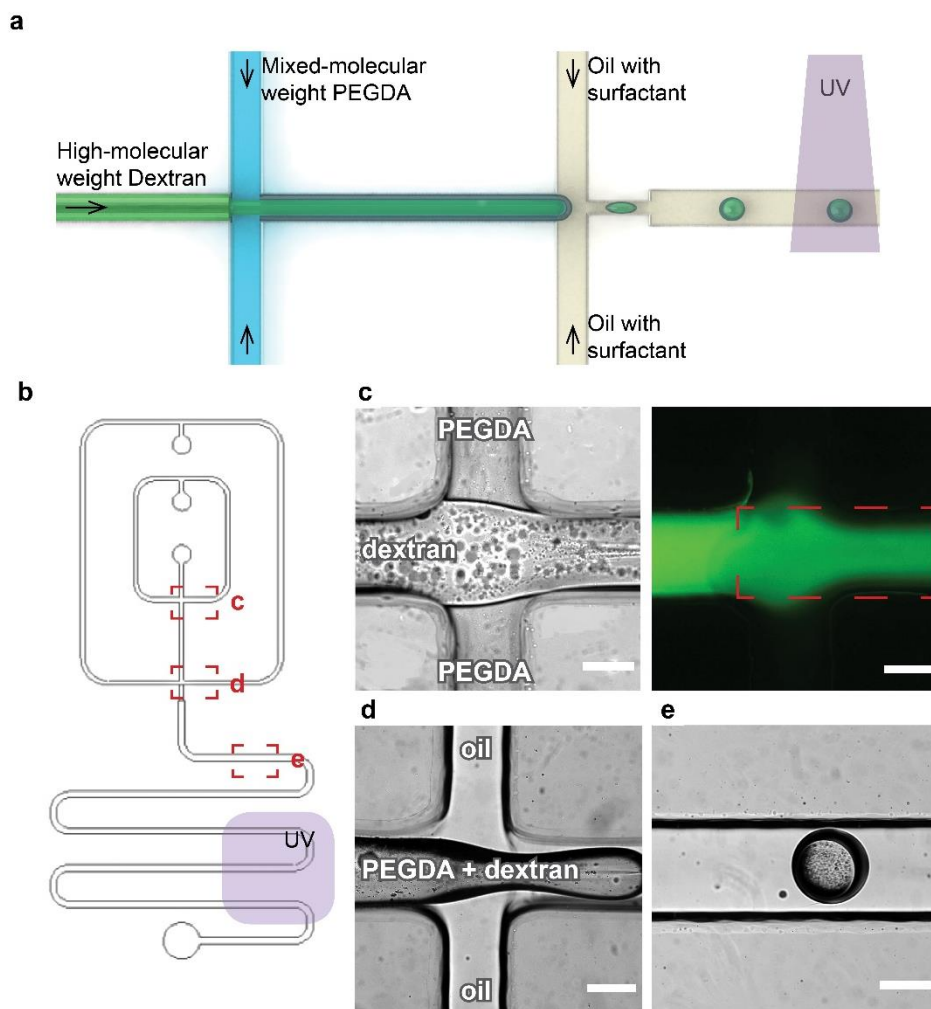 a
Mixed-molecular
weight PEGDA
Oil with
surfactant
UV
High-molecular
weight Dextran
Oil with
surfactant
b
c
d
e
UV
c
PEGDA
dextran
PEGDA
d
oil
PEGDA + dextran
oil
e